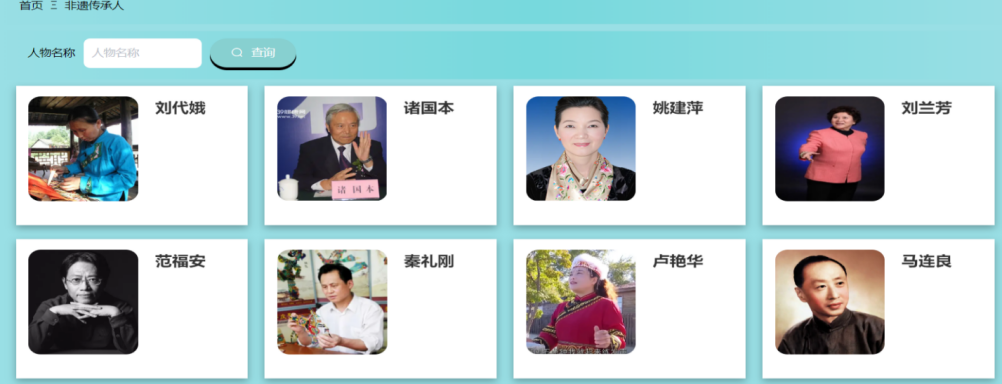 首页 Ξ 非遗传承人
人物名称 人物名称 查询
刘代娥 诸国本 姚建萍 刘兰芳
诸国本
范福安 秦礼刚 卢艳华 马连良